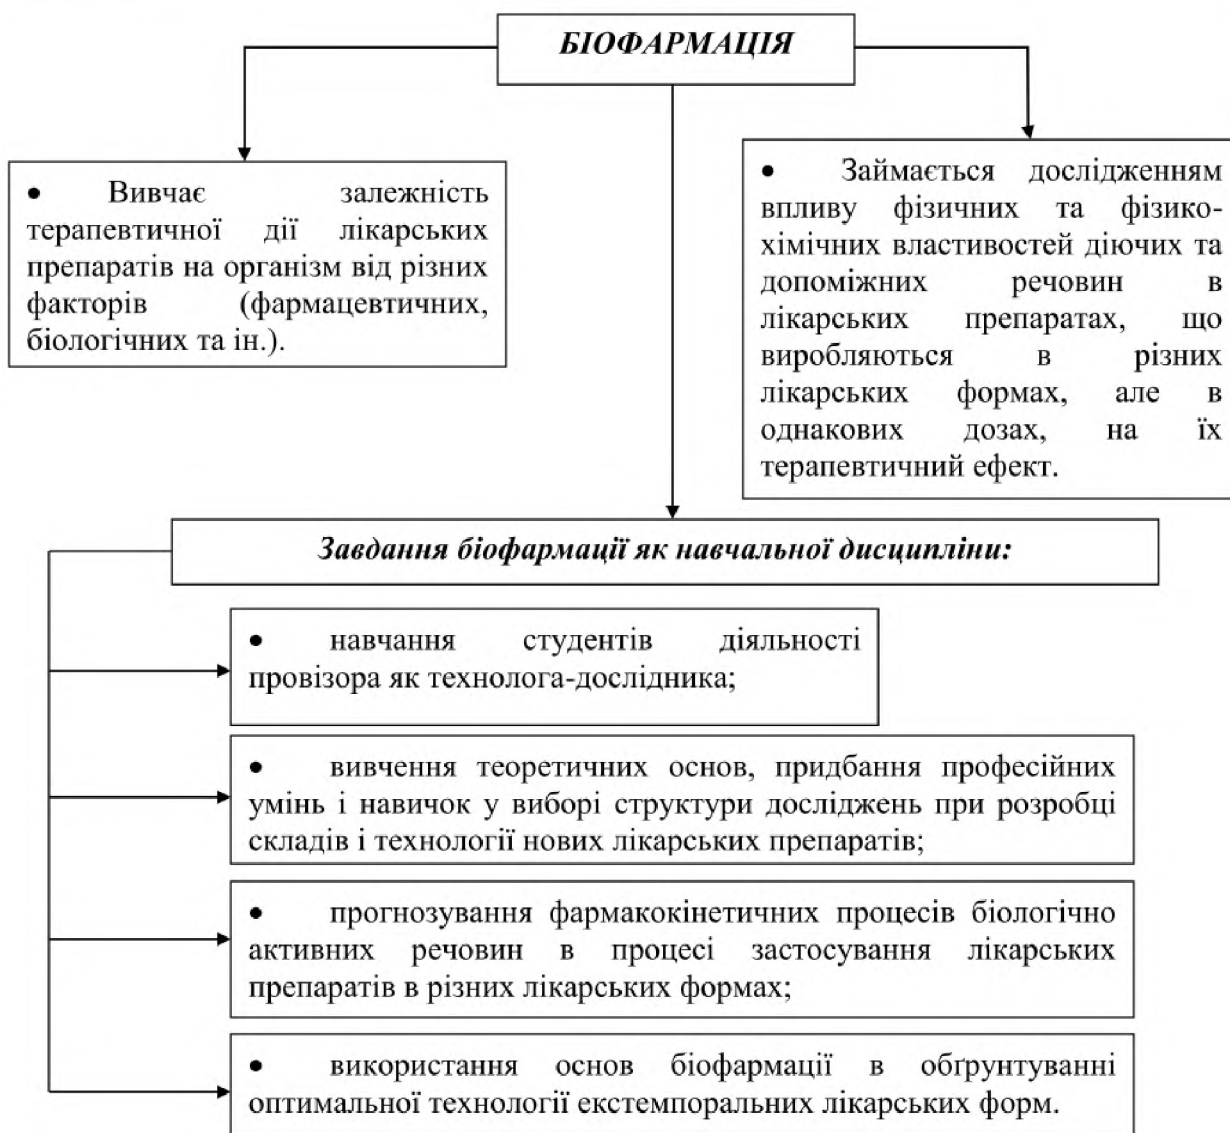 БІОФАРМАЦІЯ
• Вивчає залежність
терапевтичної дії лікарських
препаратів на організм від різних
факторів (фармацевтичних,
біологічних та ін.).
• Займається дослідженням
впливу фізичних та фізико-
хімічних властивостей діючих та
допоміжних речовин в
лікарських препаратах, що
виробляються в різних
лікарських формах, але в
однакових дозах, на їх
терапевтичний ефект.
Завдання біофармації як навчальної дисципліни:
• навчання студентів діяльності
провізора як технолога-дослідника;
• вивчення теоретичних основ, придбання професійних
умінь і навичок у виборі структури досліджень при розробці
складів і технології нових лікарських препаратів;
• прогнозування фармакокінетичних процесів біологічно
активних речовин в процесі застосування лікарських
препаратів в різних лікарських формах;
• використання основ біофармації в обґрунтуванні
оптимальної технології екстемпоральних лікарських форм.